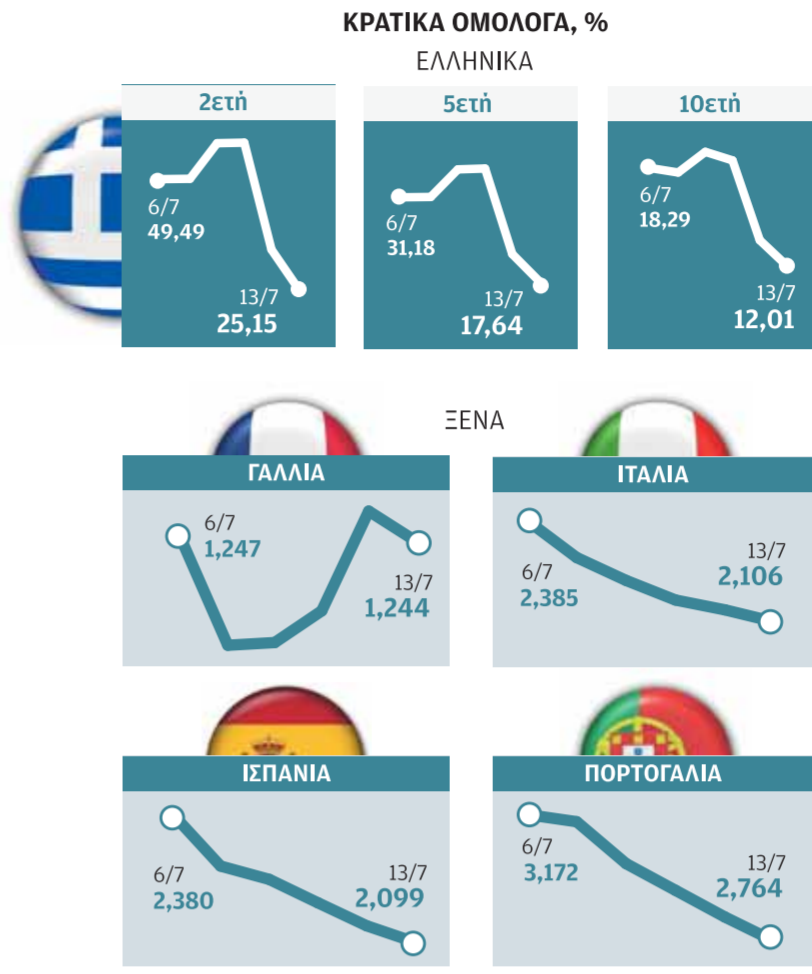 ΚΡΑΤΙΚΑ ΟΜΟΛΟΓΑ, %
ΕΛΛΗΝΙΚΑ
2ετή
6/7
49,49
13/7
25,15
5ετή
6/7
31,18
13/7
17,64
10ετή
6/7
18,29
13/7
12,01
ΞΕΝΑ
ΓΑΛΛΙΑ
6/7
1,247
13/7
1,244
ΙΤΑΛΙΑ
6/7
2,385
13/7
2,106
ΙΣΠΑΝΙΑ
6/7
2,380
13/7
2,099
ΠΟΡΤΟΓΑΛΙΑ
6/7
3,172
13/7
2,764